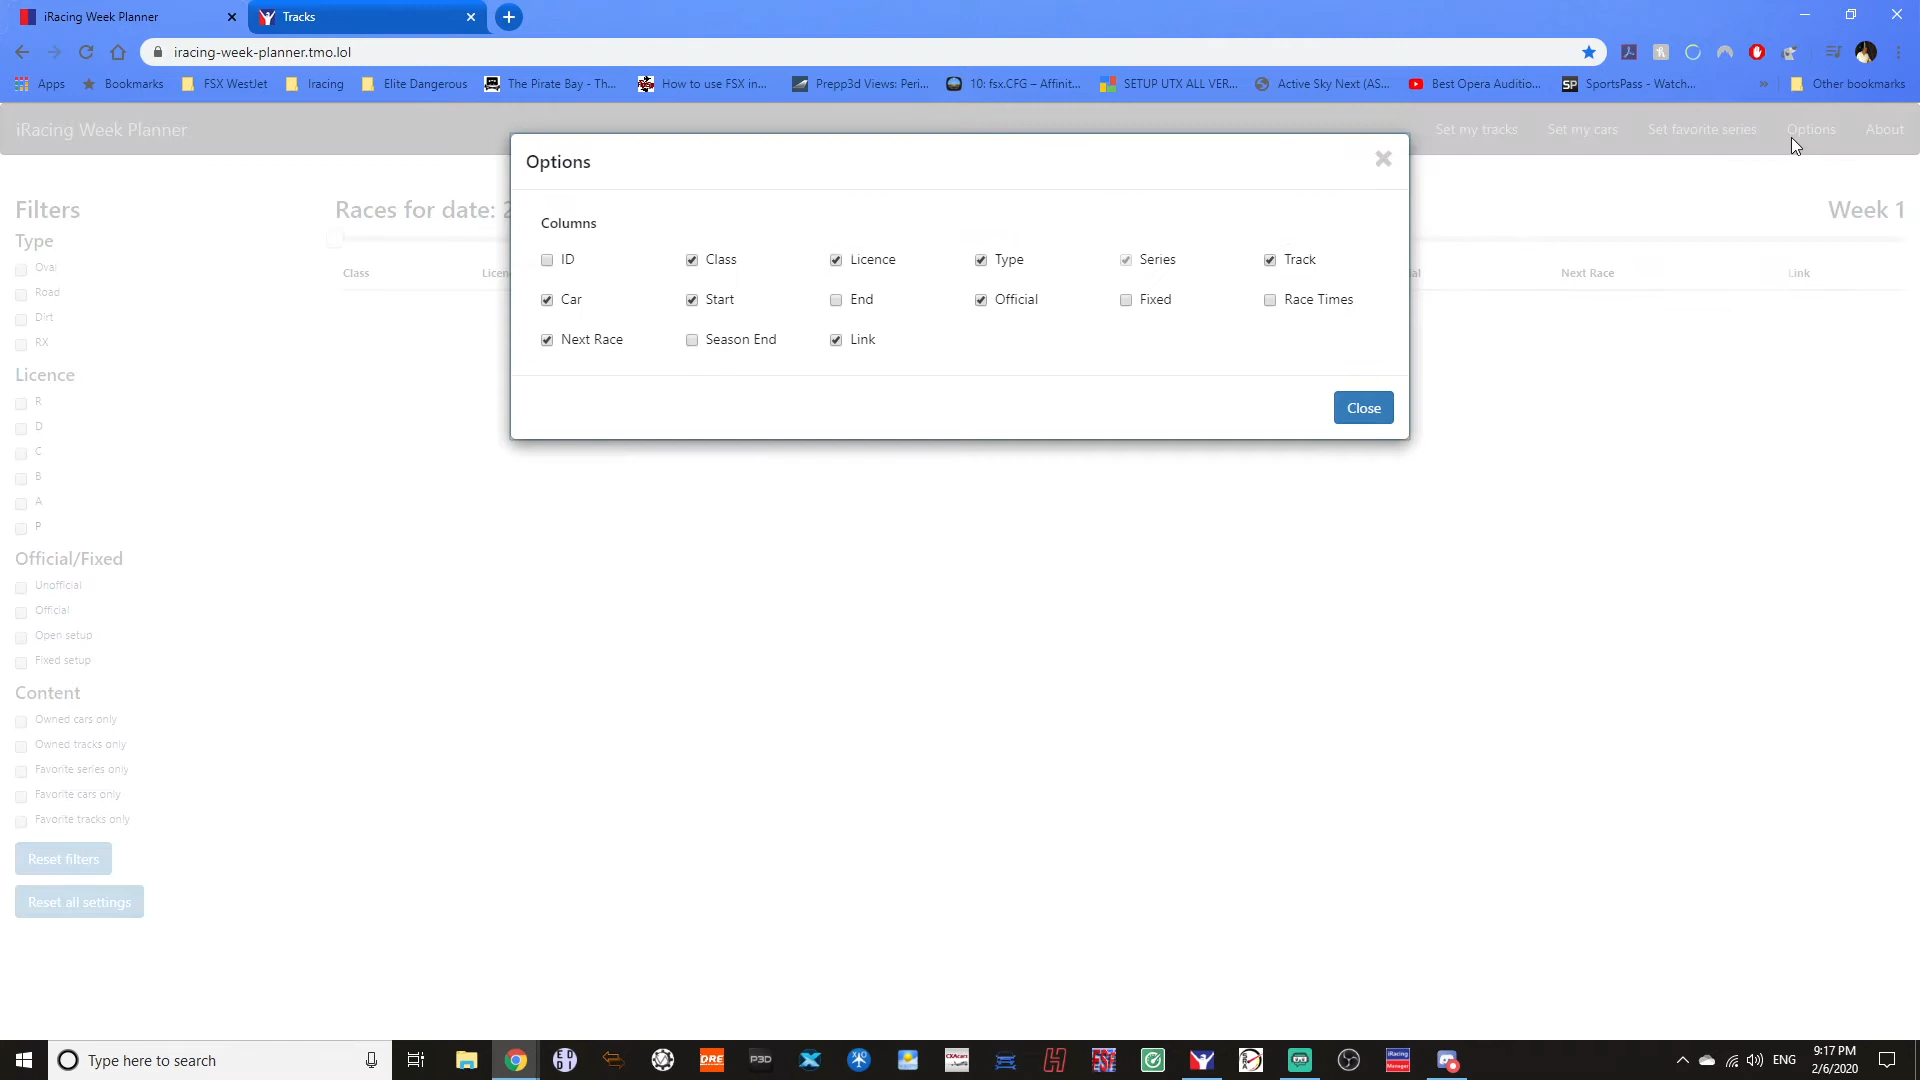 iRacing Week Planner
Tracks
iracing-week-planner.tmo.lol
Apps
Bookmarks
FSX WestJet
Iracing
Elite Dangerous
The Pirate Bay - Th...
How to use FSX in...
Prepp3d Views: Peri...
10: fsx.CFG – Affinit...
SETUP UTX ALL VER...
Active Sky Next (AS...
Best Opera Auditio...
SP SportsPass - Watch...
Other bookmarks
iRacing Week Planner
Set my tracks
Set my cars
Set favorite series
Options
About
Options
Columns
ID
Class
Licence
Type
Series
Track
Car
Start
End
Official
Fixed
Race Times
Next Race
Season End
Link
Close
Filters
Type
Oval
Road
Dirt
RX
Licence
R
D
C
B
A
P
Official/Fixed
Unofficial
Official
Open setup
Fixed setup
Content
Owned cars only
Owned tracks only
Favorite series only
Favorite cars only
Favorite tracks only
Reset filters
Reset all settings
Races for date: 2
Week 1
Class
Next Race
Link
Type here to search
DRE
P3D
ENG
9:17 PM
2/6/2020